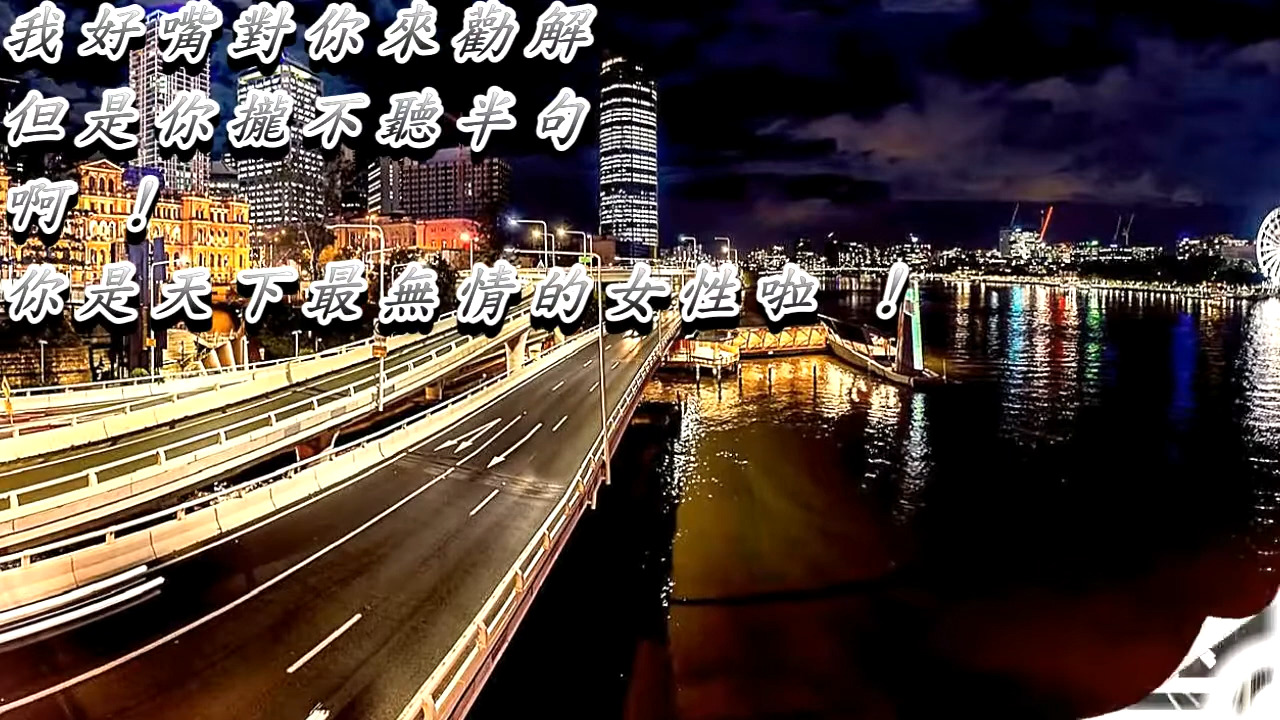 我好嘴對你來勸解
但是你攏不聽半句
啊！
你是天下最無情的女性啦！